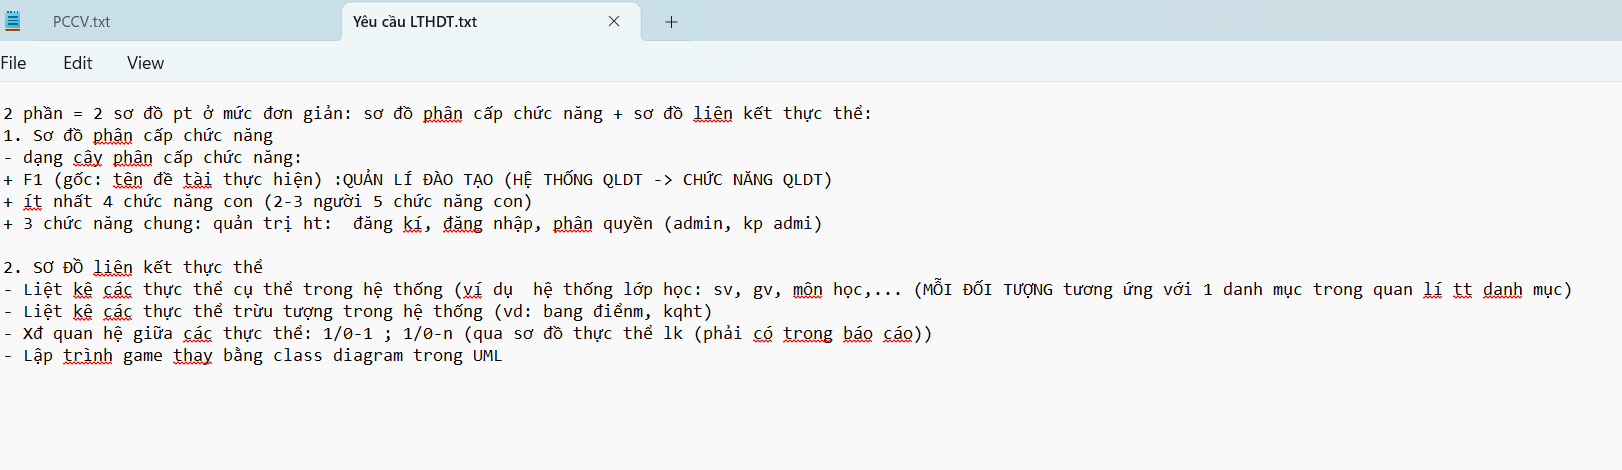 PCCV.txt
Yêu cầu LTHDT.txt
File Edit View
2 phần = 2 sơ đồ pt ở mức đơn giản: sơ đồ phân cấp chức năng + sơ đồ liên kết thực thể:
1. Sơ đồ phân cấp chức năng
- dạng cây phân cấp chức năng:
+ F1 (gốc: tên đề tài thực hiện) :QUẢN LÍ ĐÀO TẠO (HỆ THỐNG QLDT -> CHỨC NĂNG QLDT)
+ ít nhất 4 chức năng con (2-3 người 5 chức năng con)
+ 3 chức năng chung: quản trị ht:  đăng kí, đăng nhập, phân quyền (admin, kp admi)
2. SƠ ĐỒ liên kết thực thể
- Liệt kê các thực thể cụ thể trong hệ thống (ví dụ  hệ thống lớp học: sv, gv, môn học,... (MỖI ĐỐI TƯỢNG tương ứng với 1 danh mục trong quan lí tt danh mục)
- Liệt kê các thực thể trừu tượng trong hệ thống (vd: bang điểnm, kqht)
- Xđ quan hệ giữa các thực thể: 1/0-1 ; 1/0-n (qua sơ đồ thực thể lk (phải có trong báo cáo))
- Lập trình game thay bằng class diagram trong UML